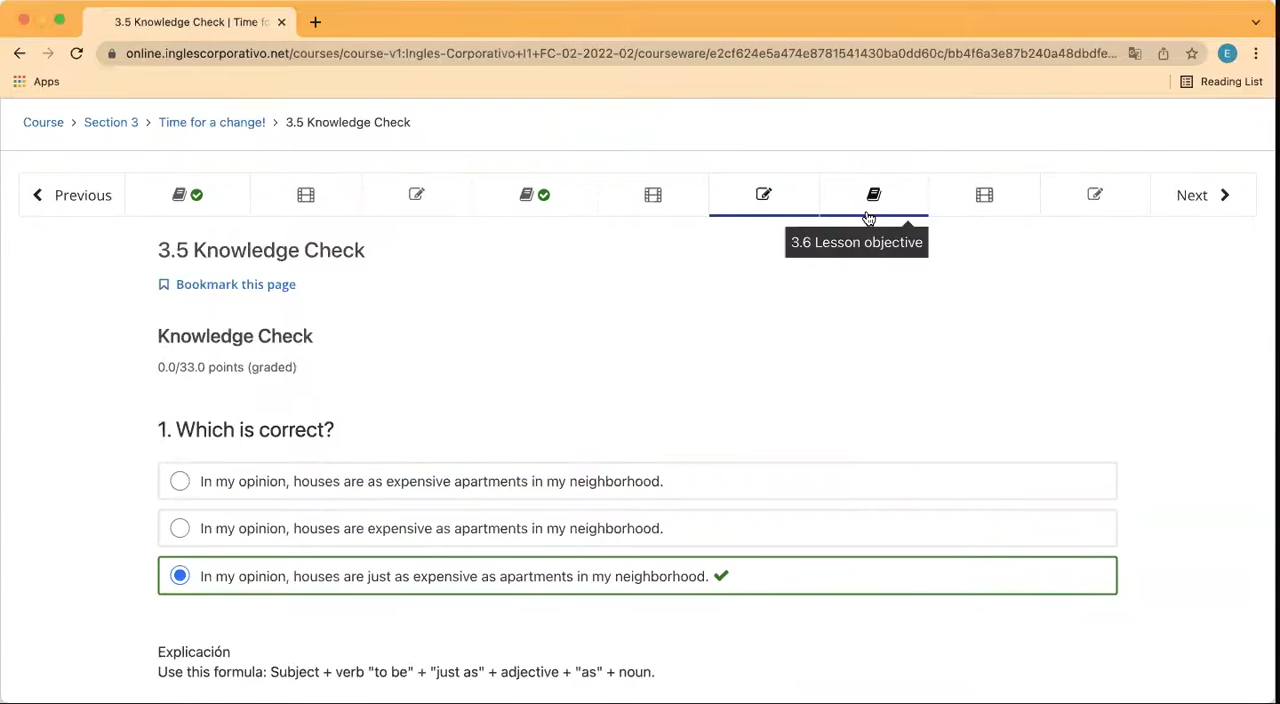 3.5 Knowledge Check | Time fo
online.inglescorporativo.net/courses/course-v1:Ingles-Corporativo+I1+FC-02-2022-02/courseware/e2cf624e5a474e8781541430ba0dd60c/bb4f6a3e87b240a48dbdfe...
E
Apps
Reading List
Course > Section 3 > Time for a change! > 3.5 Knowledge Check
Previous
Next
3.6 Lesson objective
3.5 Knowledge Check
Bookmark this page
Knowledge Check
0.0/33.0 points (graded)
1. Which is correct?
In my opinion, houses are as expensive apartments in my neighborhood.
In my opinion, houses are expensive as apartments in my neighborhood.
In my opinion, houses are just as expensive as apartments in my neighborhood.
Explicación
Use this formula: Subject + verb "to be" + "just as" + adjective + "as" + noun.